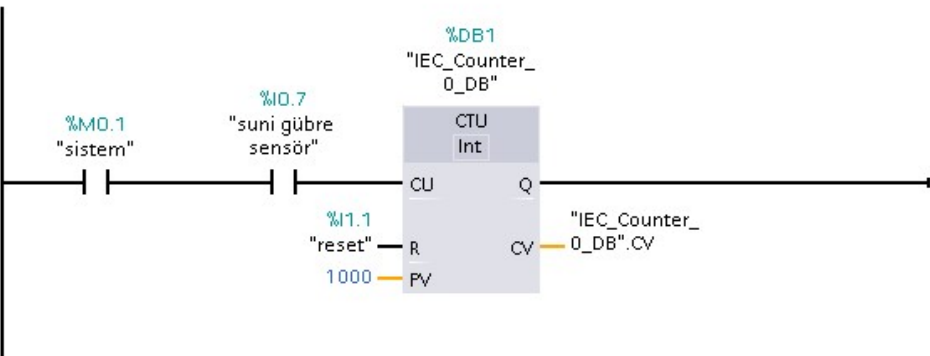 %DB1
"IEC_Counter_
0_DB"
%M0.1
"sistem"
%I0.7
"suni gübre
sensör"
CTU
Int
CU
Q
%I1.1
"reset"
R
CV
"IEC_Counter_
0_DB".CV
1000
PV